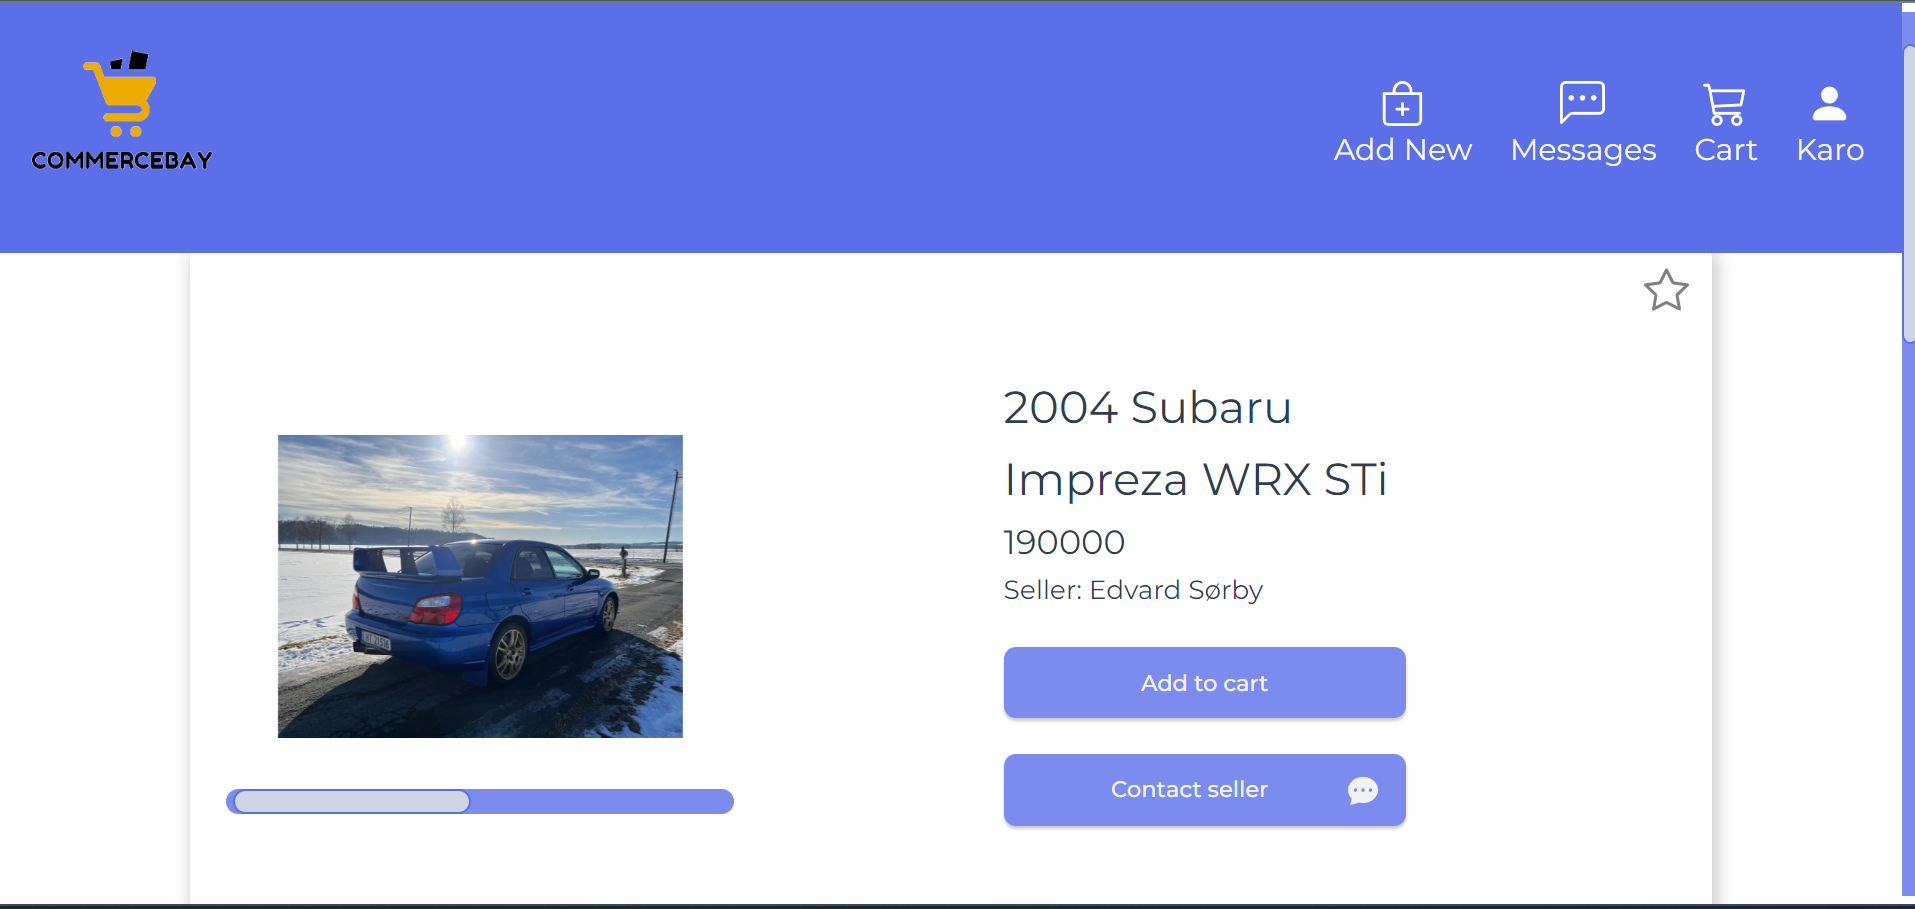 COMMERCEBAY
Add New
Messages
Cart
Karo
2004 Subaru
Impreza WRX STi
190000
Seller: Edvard Sørby
Add to cart
Contact seller